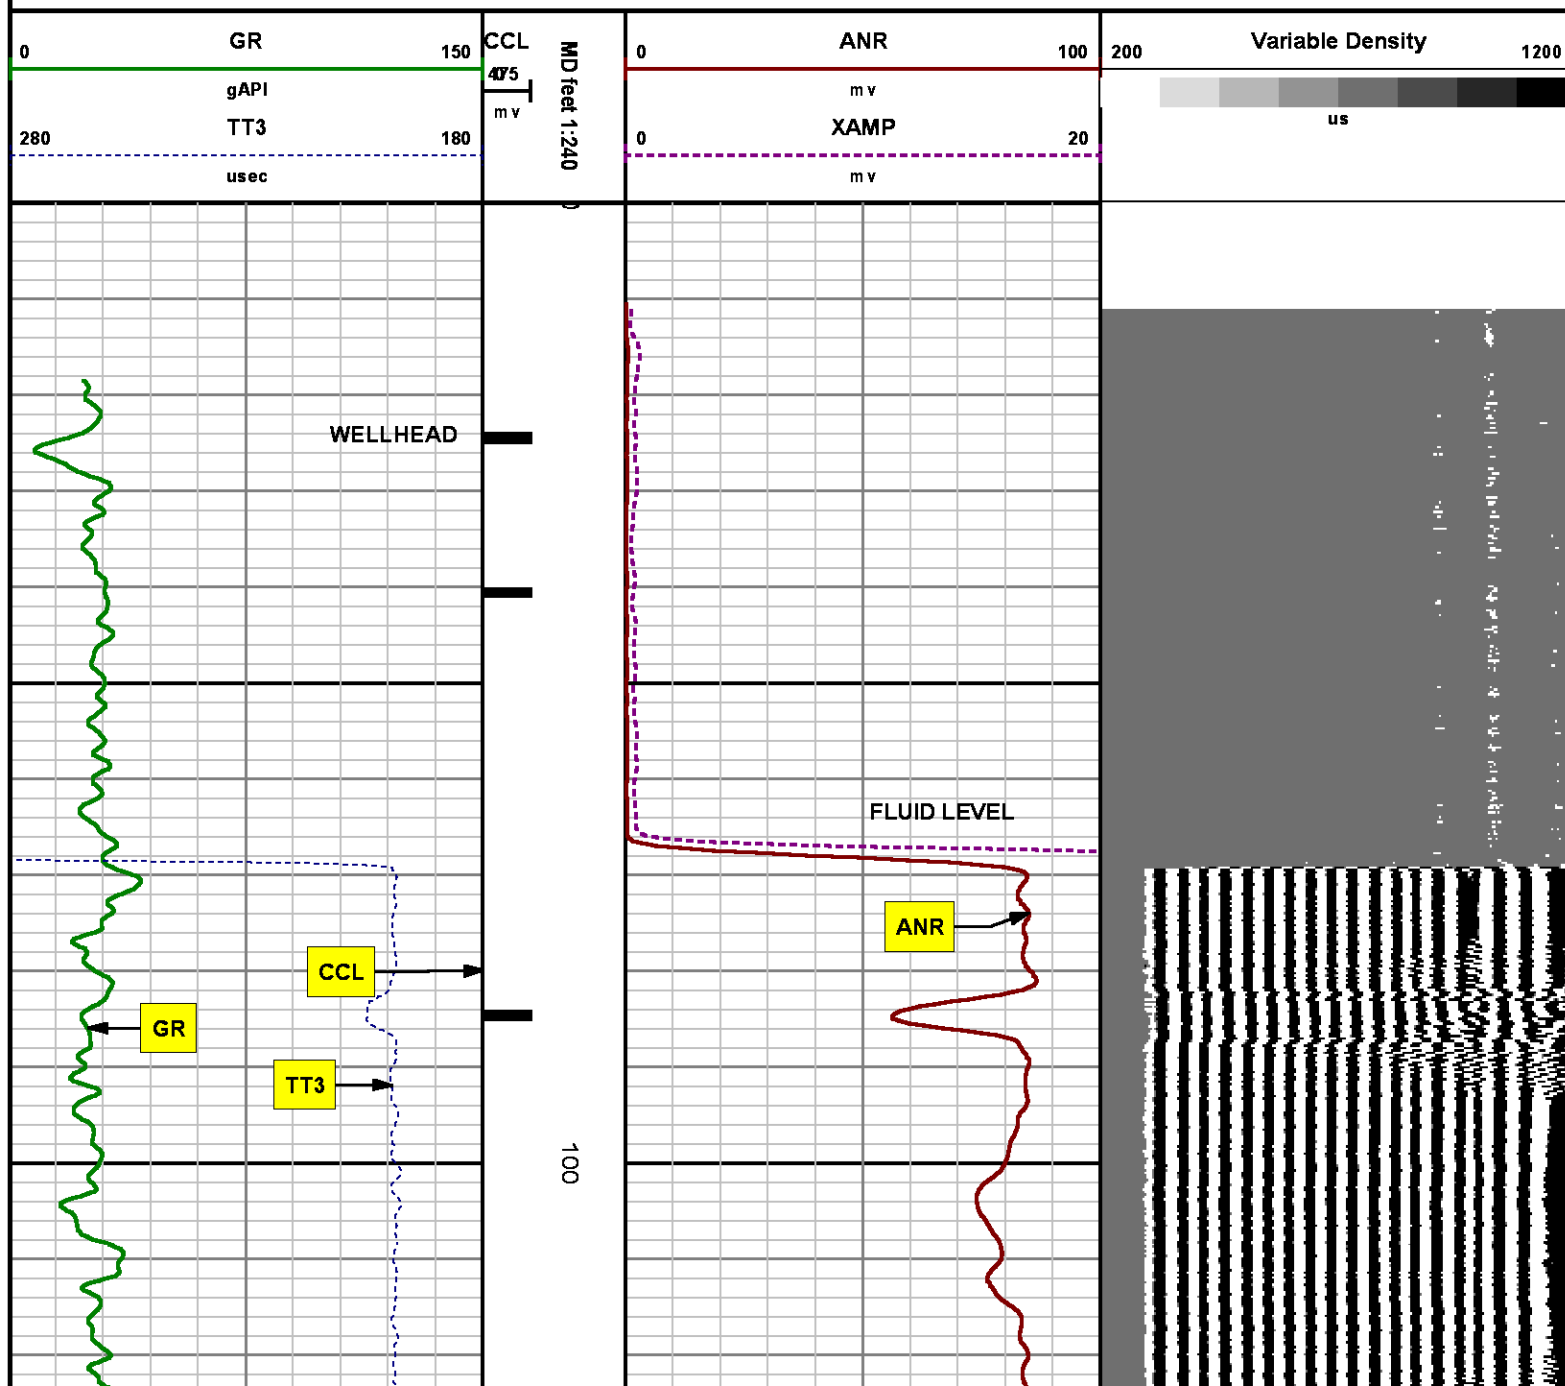 GR
0 150
gAPI
TT3
280 180
usec
CCL
475
mv
MD feet 1:240
ANR
0 100
mv
XAMP
0 20
mv
Variable Density
200 1200
us
0
WELLHEAD
FLUID LEVEL
ANR
CCL
GR
TT3
100